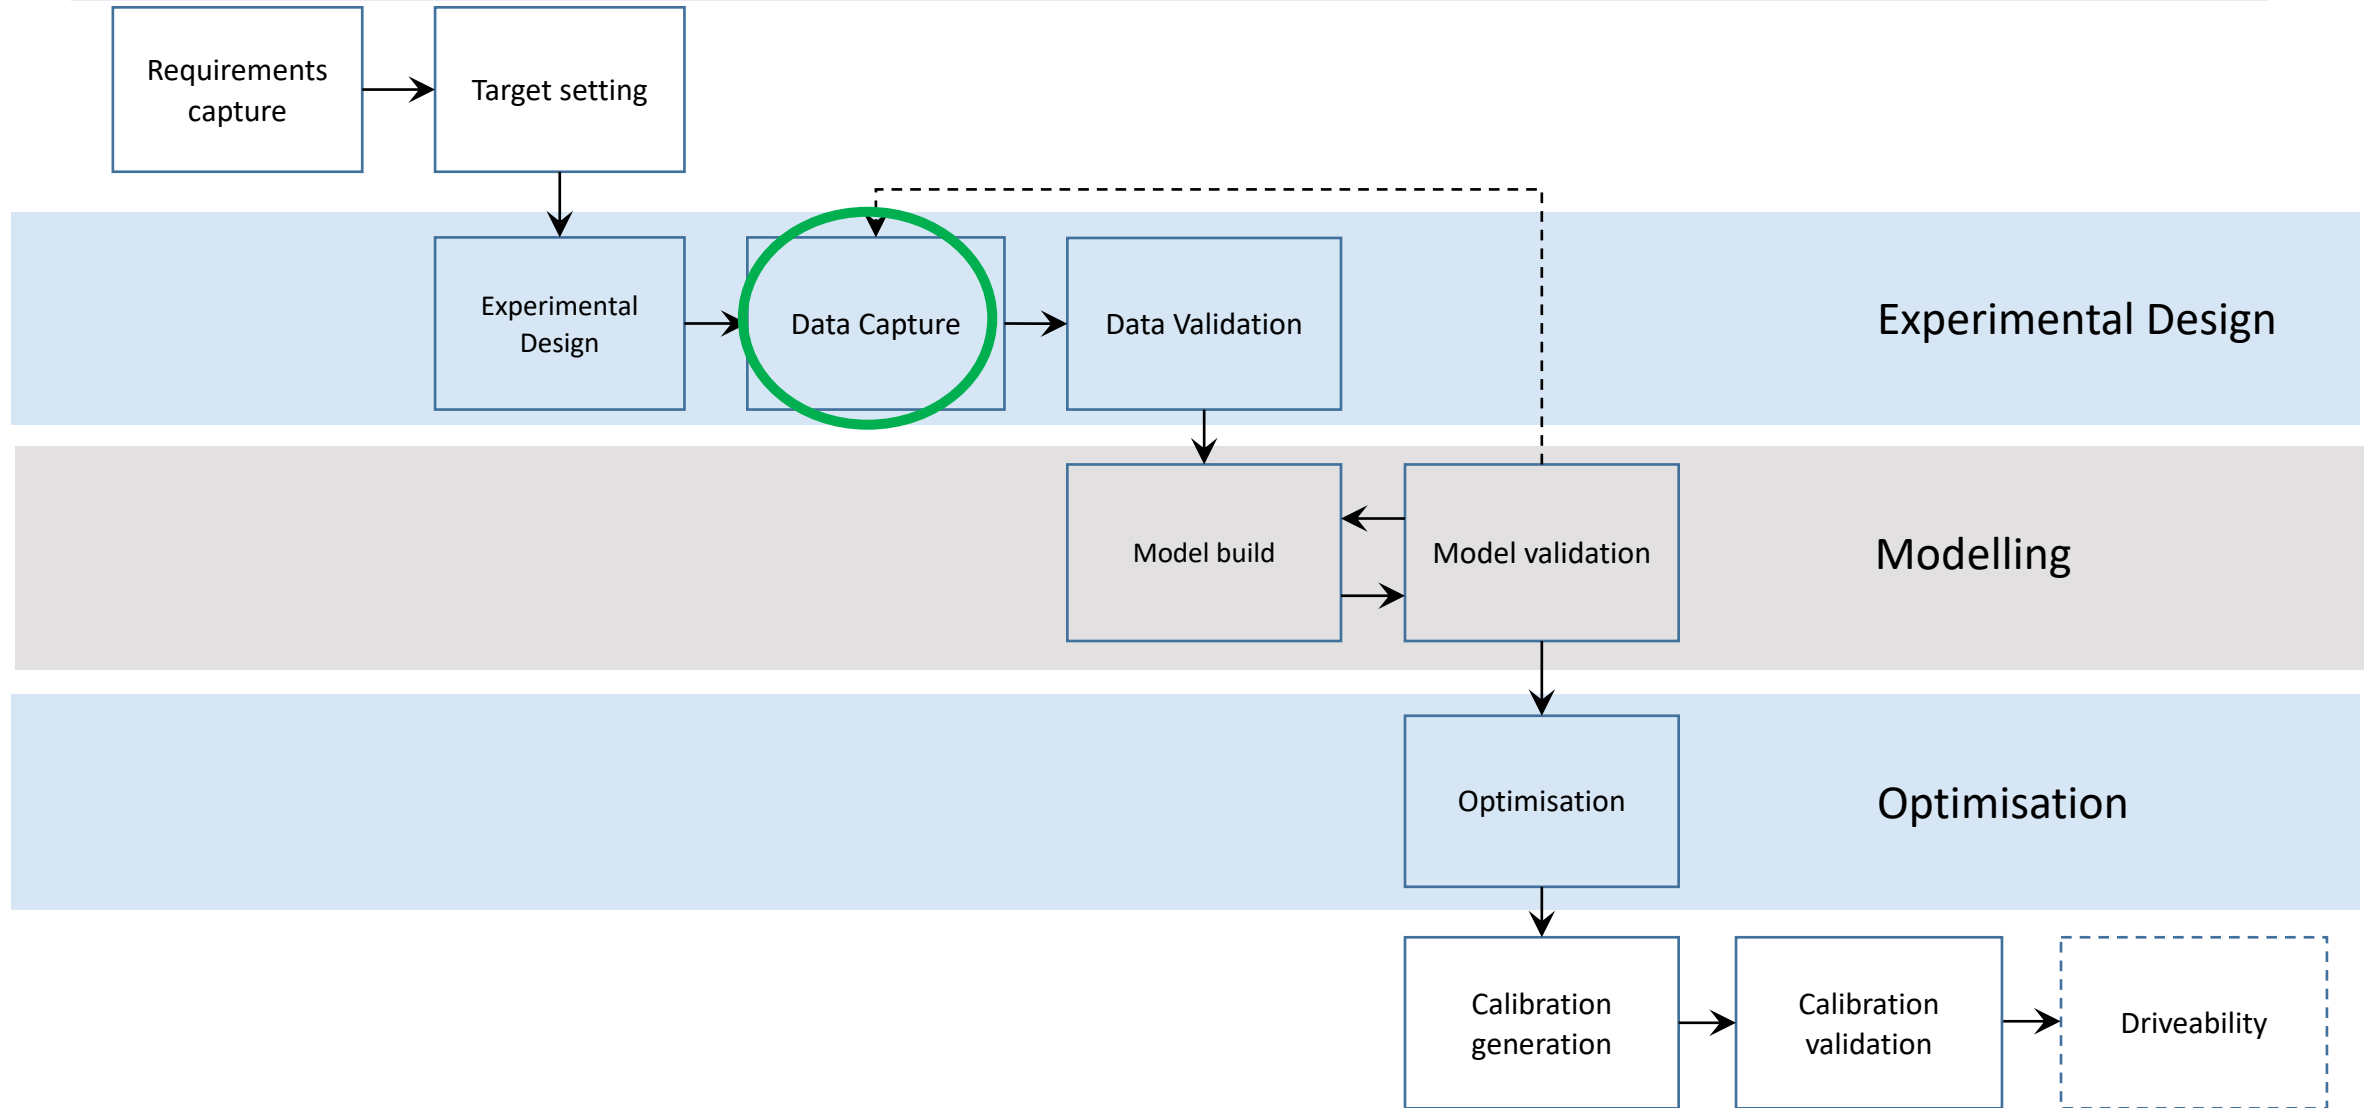 Requirements
capture
Target setting
Experimental
Design
Data Capture
Data Validation
Experimental Design
Model build
Model validation
Modelling
Optimisation
Optimisation
Calibration
generation
Calibration
validation
Driveability